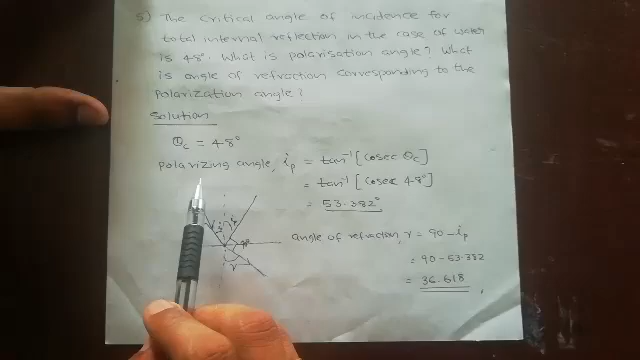 5) The critical angle of incidence for
total internal reflection in the case of water
is 48°. What is polarisation angle? What
is angle of refraction corresponding to the
polarization angle?
Solution
θc = 48°
Polarizing angle, ip = tan⁻¹ [cosec θc]
= tan⁻¹ [cosec 48°]
= 53.382°
ip
angle of refraction, r = 90 - ip
r
= 90 - 53.382
= 36.618